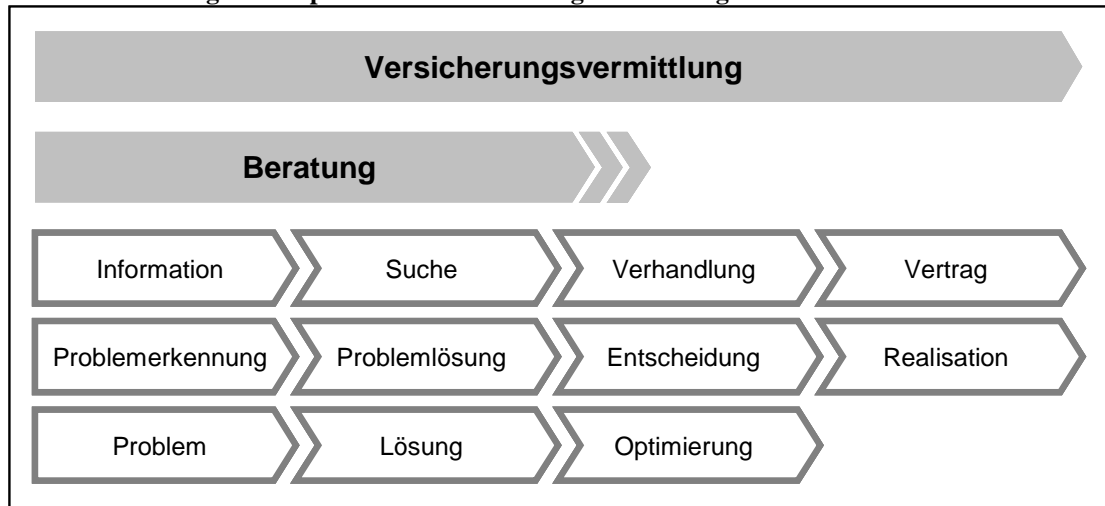 Versicherungsvermittlung
Beratung
Information Suche Verhandlung Vertrag
Problemerkennung Problemlösung Entscheidung Realisation
Problem Lösung Optimierung